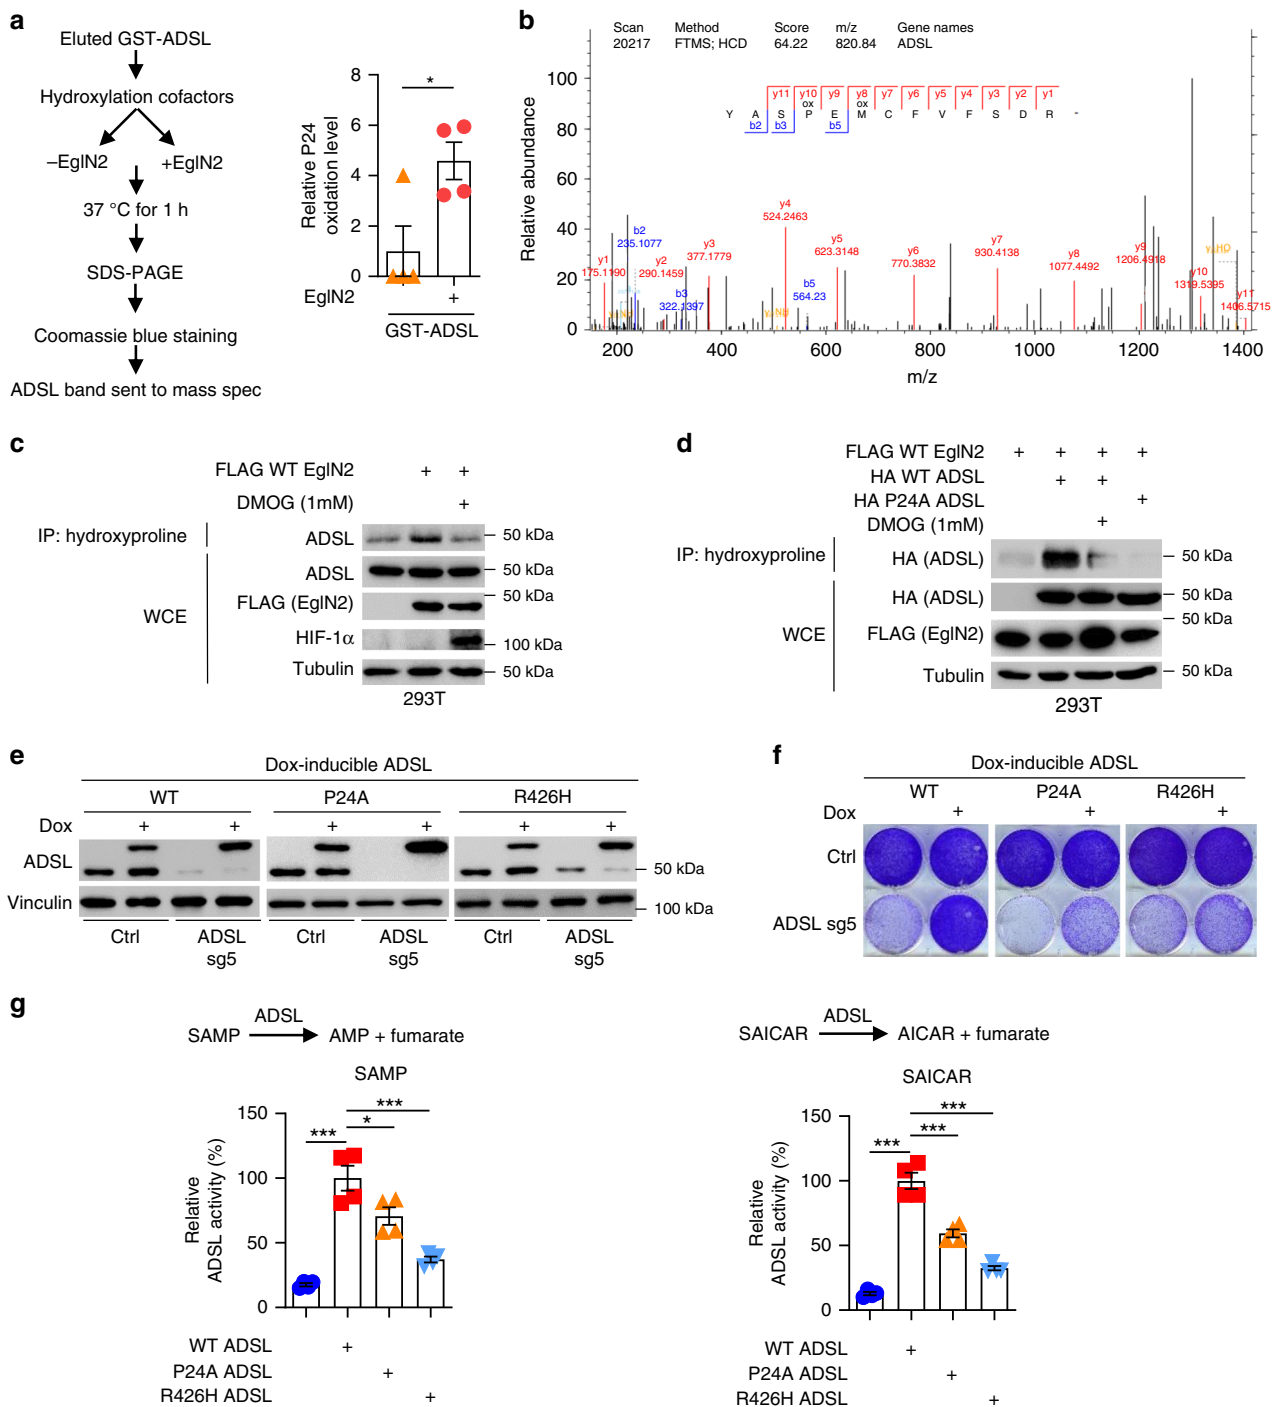 a
Eluted GST-ADSL
Hydroxylation cofactors
–EglN2 +EglN2
37 °C for 1 h
SDS-PAGE
Coomassie blue staining
ADSL band sent to mass spec
Relative P24
oxidation level
8
6
4
2
0
*
EglN2 +
GST-ADSL
b
Scan Method Score m/z Gene names
20217 FTMS; HCD 64.22 820.84 ADSL
y11 y10 y9 y8 y7 y6 y5 y4 y3 y2 y1
ox ox
Y A S P E M C F V F S D R -
b2 b3 b5
Relative abundance
100
80
60
40
20
0
y1
175.1190
b2
235.1077
y2
290.1459
b3
322.1397
y3
377.1779
y4
524.2463
b5
564.23
y5
623.3148
y6
770.3832
y7
930.4138
y8
1077.4492
y9
1206.4918
y10
1319.5395
y11
1406.5715
200 400 600 800 1000 1200 1400
m/z
c
FLAG WT EglN2 + +
DMOG (1mM) +
IP: hydroxyproline ADSL 50 kDa
WCE
ADSL 50 kDa
FLAG (EglN2) 50 kDa
HIF-1α 100 kDa
Tubulin 50 kDa
293T
d
FLAG WT EglN2 + + + +
HA WT ADSL + +
HA P24A ADSL +
DMOG (1mM) +
IP: hydroxyproline HA (ADSL) 50 kDa
WCE
HA (ADSL) 50 kDa
FLAG (EglN2) 50 kDa
Tubulin 50 kDa
293T
e
Dox-inducible ADSL
WT P24A R426H
Dox + + + + + +
ADSL 50 kDa
Vinculin 100 kDa
Ctrl ADSL Ctrl ADSL Ctrl ADSL
sg5 sg5 sg5
f
Dox-inducible ADSL
WT P24A R426H
Dox + + +
Ctrl
ADSL sg5
g
ADSL
SAMP AMP + fumarate
SAMP
Relative
ADSL activity (%)
150
100
50
0
*** * ***
WT ADSL +
P24A ADSL +
R426H ADSL +
ADSL
SAICAR AICAR + fumarate
SAICAR
Relative
ADSL activity (%)
150
100
50
0
*** *** ***
WT ADSL +
P24A ADSL +
R426H ADSL +